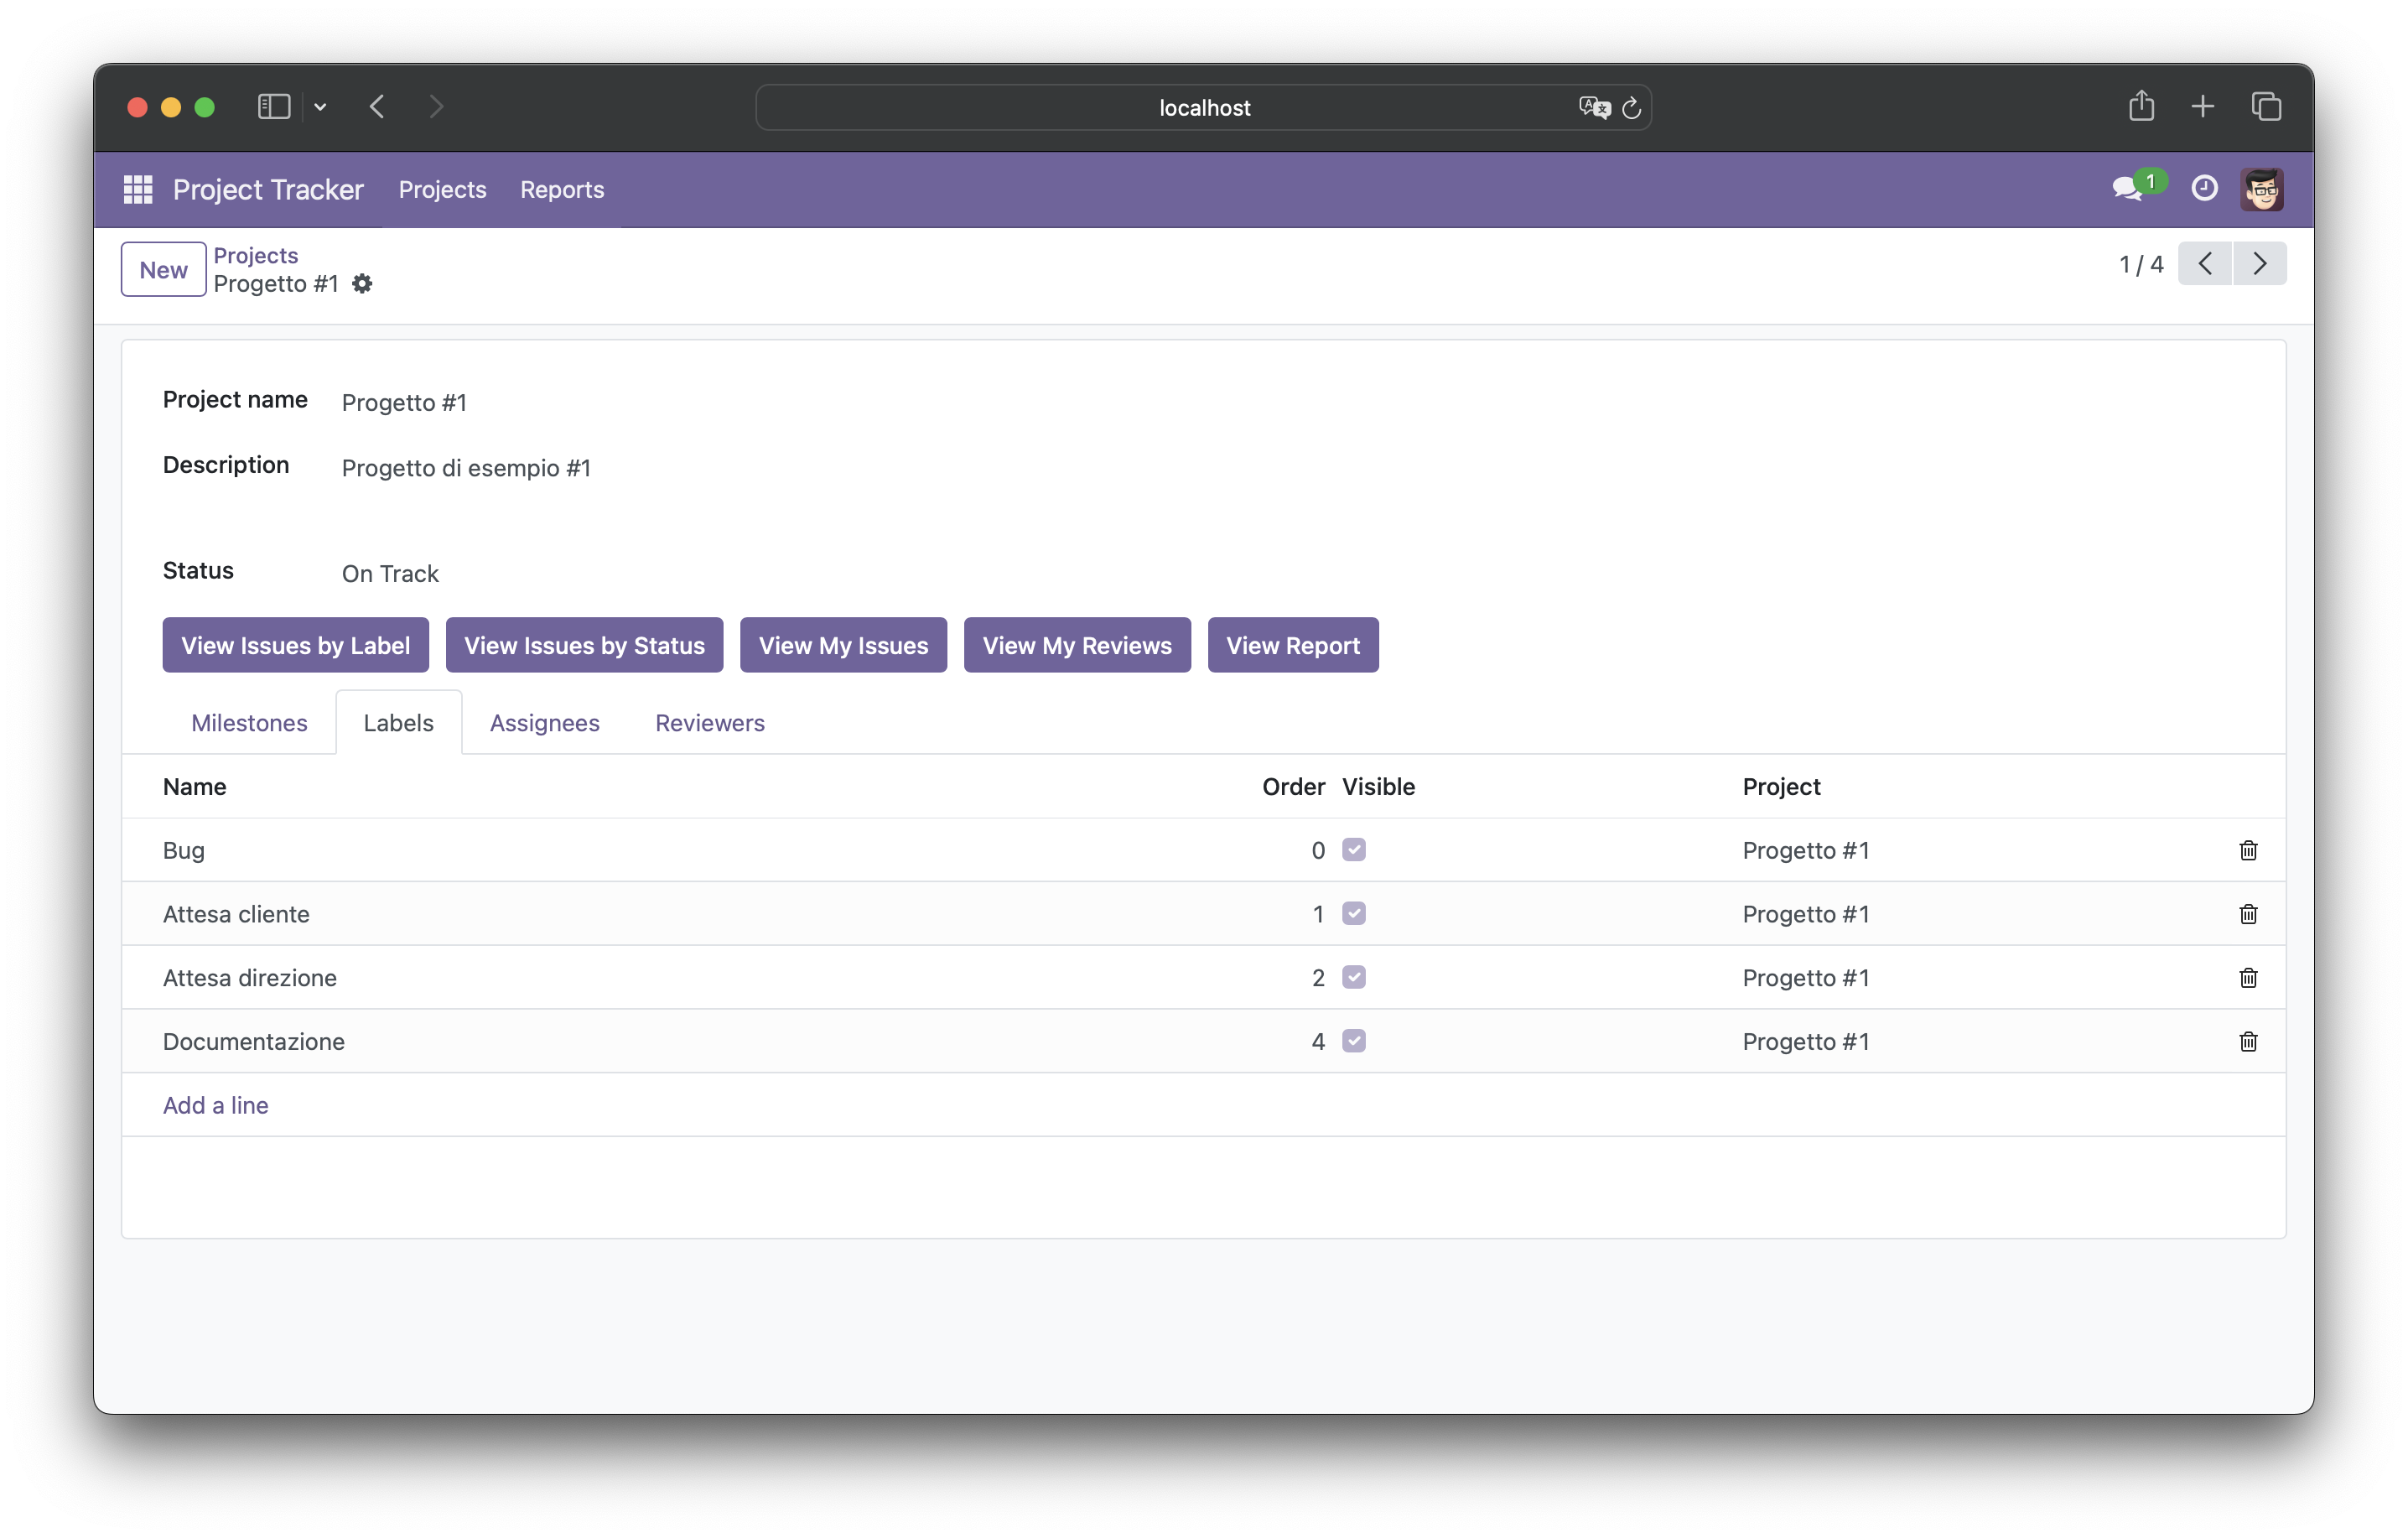 localhost
Project Tracker Projects Reports 1
New Projects
Progetto #1
1 / 4
Project name Progetto #1
Description Progetto di esempio #1
Status On Track
View Issues by Label View Issues by Status View My Issues View My Reviews View Report
Milestones Labels Assignees Reviewers
Name Order Visible Project
Bug 0 Progetto #1
Attesa cliente 1 Progetto #1
Attesa direzione 2 Progetto #1
Documentazione 4 Progetto #1
Add a line